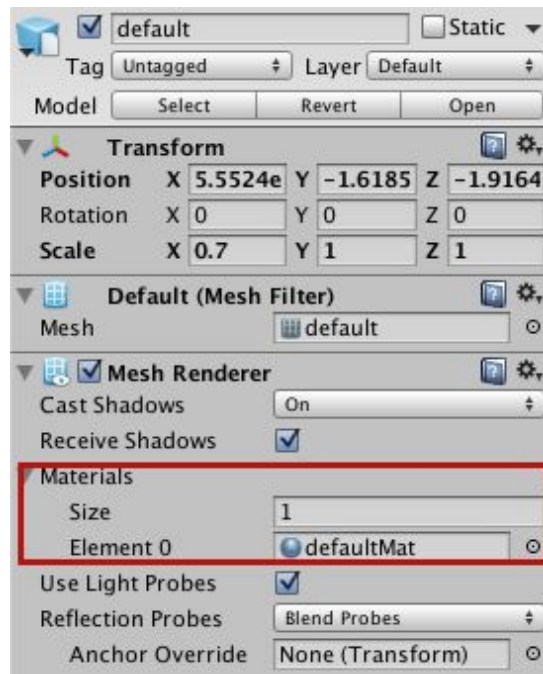 default Static
Tag Untagged Layer Default
Model Select Revert Open
Transform
Position X 5.5524e Y -1.6185 Z -1.9164
Rotation X 0 Y 0 Z 0
Scale X 0.7 Y 1 Z 1
Default (Mesh Filter)
Mesh default
Mesh Renderer
Cast Shadows On
Receive Shadows
Materials
Size 1
Element 0 defaultMat
Use Light Probes
Reflection Probes Blend Probes
Anchor Override None (Transform)